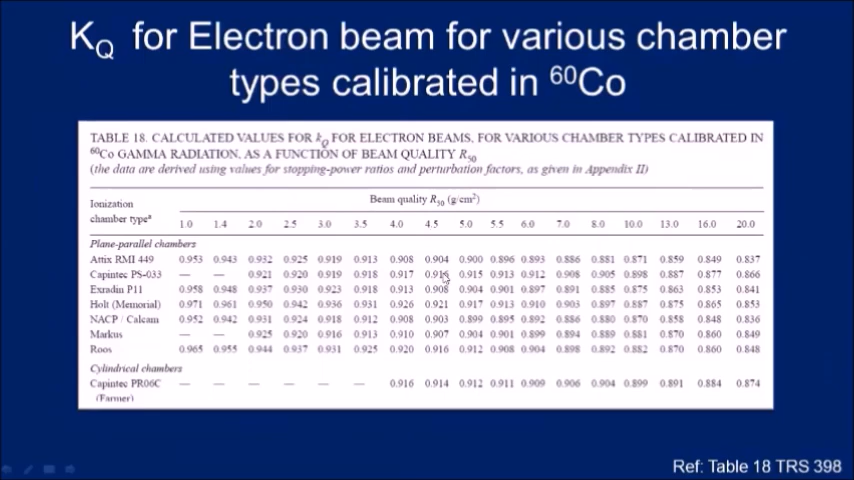 K_Q for Electron beam for various chamber
types calibrated in ⁶⁰Co
TABLE 18. CALCULATED VALUES FOR k_Q FOR ELECTRON BEAMS, FOR VARIOUS CHAMBER TYPES CALIBRATED IN
⁶⁰Co GAMMA RADIATION, AS A FUNCTION OF BEAM QUALITY R₅₀
(the data are derived using values for stopping-power ratios and perturbation factors, as given in Appendix II)
Ionization chamber typeᵃ
Beam quality R₅₀ (g/cm²)
1.0 1.4 2.0 2.5 3.0 3.5 4.0 4.5 5.0 5.5 6.0 7.0 8.0 10.0 13.0 16.0 20.0
Plane-parallel chambers
Attix RMI 449 0.953 0.943 0.932 0.925 0.919 0.913 0.908 0.904 0.900 0.896 0.893 0.886 0.881 0.871 0.859 0.849 0.837
Capintec PS-033 — — 0.921 0.920 0.919 0.918 0.917 0.916 0.915 0.913 0.912 0.908 0.905 0.898 0.887 0.877 0.866
Exradin P11 0.958 0.948 0.937 0.930 0.923 0.918 0.913 0.908 0.904 0.901 0.897 0.891 0.885 0.875 0.863 0.853 0.841
Holt (Memorial) 0.971 0.961 0.950 0.942 0.936 0.931 0.926 0.921 0.917 0.913 0.910 0.903 0.897 0.887 0.875 0.865 0.853
NACP / Calcam 0.952 0.942 0.931 0.924 0.918 0.912 0.908 0.903 0.899 0.895 0.892 0.886 0.880 0.870 0.858 0.848 0.836
Markus — — 0.925 0.920 0.916 0.913 0.910 0.907 0.904 0.901 0.899 0.894 0.889 0.881 0.870 0.860 0.849
Roos 0.965 0.955 0.944 0.937 0.931 0.925 0.920 0.916 0.912 0.908 0.904 0.898 0.892 0.882 0.870 0.860 0.848
Cylindrical chambers
Capintec PR06C — — — — — — 0.916 0.914 0.912 0.911 0.909 0.906 0.904 0.899 0.891 0.884 0.874
(Farmer)
Ref: Table 18 TRS 398